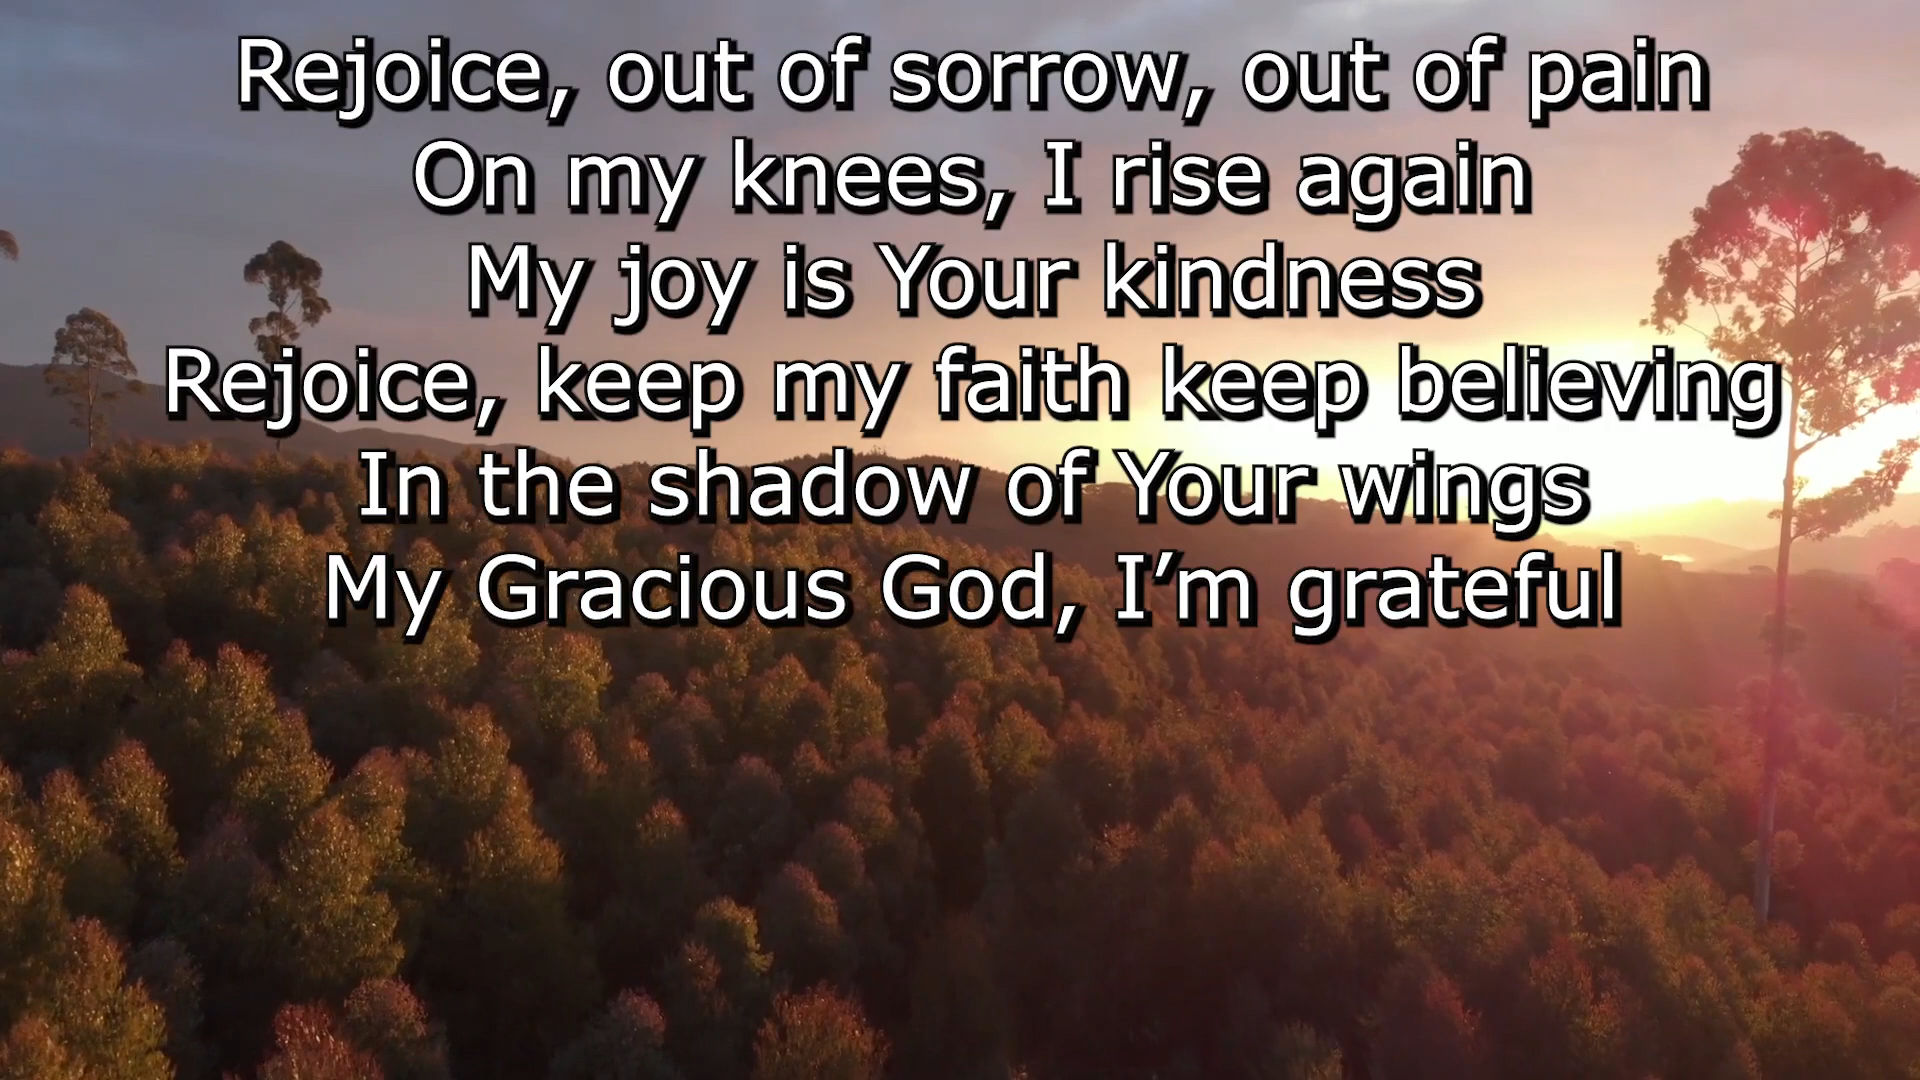 Rejoice, out of sorrow, out of pain
On my knees, I rise again
My joy is Your kindness
Rejoice, keep my faith keep believing
In the shadow of Your wings
My Gracious God, I’m grateful